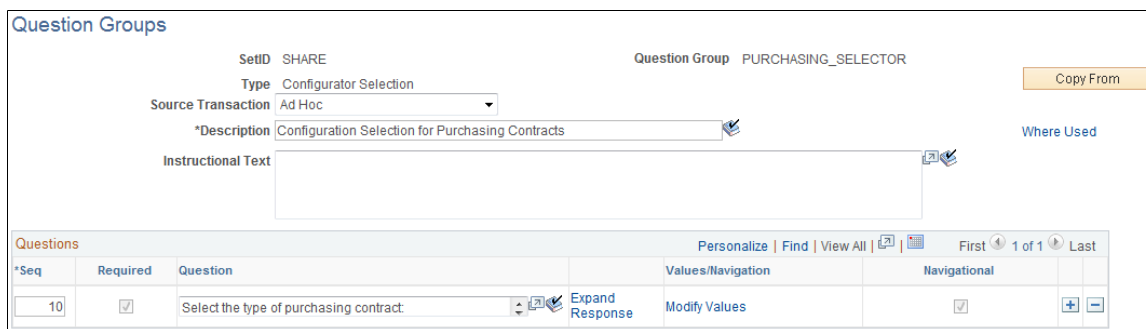 Question Groups
SetID SHARE Question Group PURCHASING_SELECTOR
Type Configurator Selection
Copy From
Source Transaction Ad Hoc
*Description Configuration Selection for Purchasing Contracts
Where Used
Instructional Text
Questions Personalize | Find | View All | | First 1 of 1 Last
*Seq Required Question Values/Navigation Navigational
10 Select the type of purchasing contract: Expand Response Modify Values + -